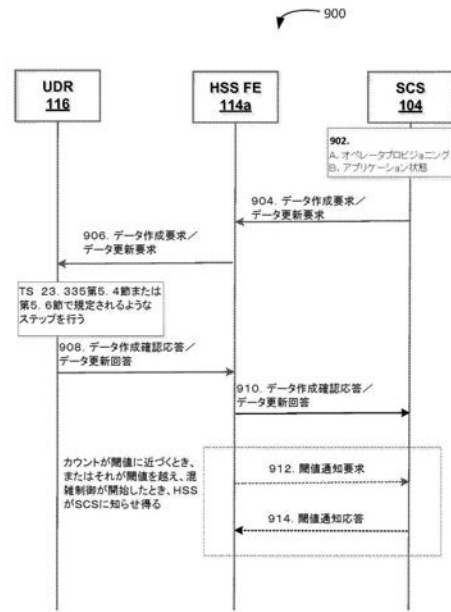 900
UDR
116
HSS FE
114a
SCS
104
902.
A. オペレータプロビジョニング
B. アプリケーション状態
904. データ作成要求／
データ更新要求
906. データ作成要求／
データ更新要求
TS 23.335第5.4節または
第5.6節で規定されるような
ステップを行う
908. データ作成確認応答／
データ更新回答
910. データ作成確認応答／
データ更新回答
カウントが閾値に近づくとき、
またはそれが閾値を越え、混
雑制御が開始したとき、HSS
がSCSに知らせ得る
912. 閾値通知要求
914. 閾値通知応答